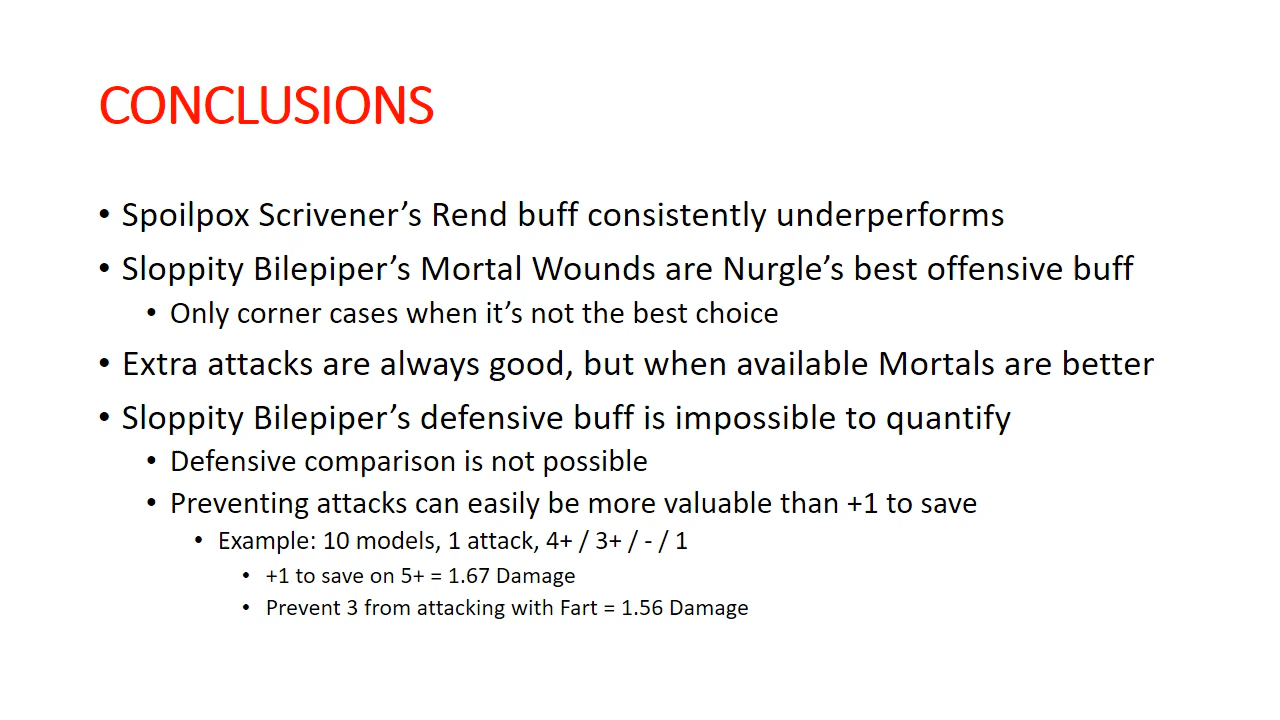 CONCLUSIONS
• Spoilpox Scrivener’s Rend buff consistently underperforms
• Sloppity Bilepiper’s Mortal Wounds are Nurgle’s best offensive buff
• Only corner cases when it’s not the best choice
• Extra attacks are always good, but when available Mortals are better
• Sloppity Bilepiper’s defensive buff is impossible to quantify
• Defensive comparison is not possible
• Preventing attacks can easily be more valuable than +1 to save
• Example: 10 models, 1 attack, 4+ / 3+ / - / 1
• +1 to save on 5+ = 1.67 Damage
• Prevent 3 from attacking with Fart = 1.56 Damage